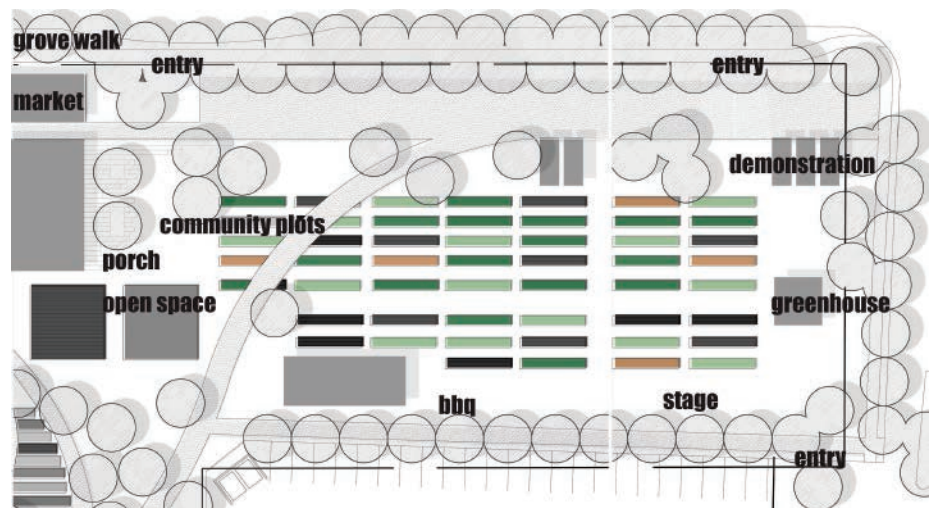 grove walk
entry
entry
market
demonstration
community plots
porch
open space
greenhouse
bbq
stage
entry